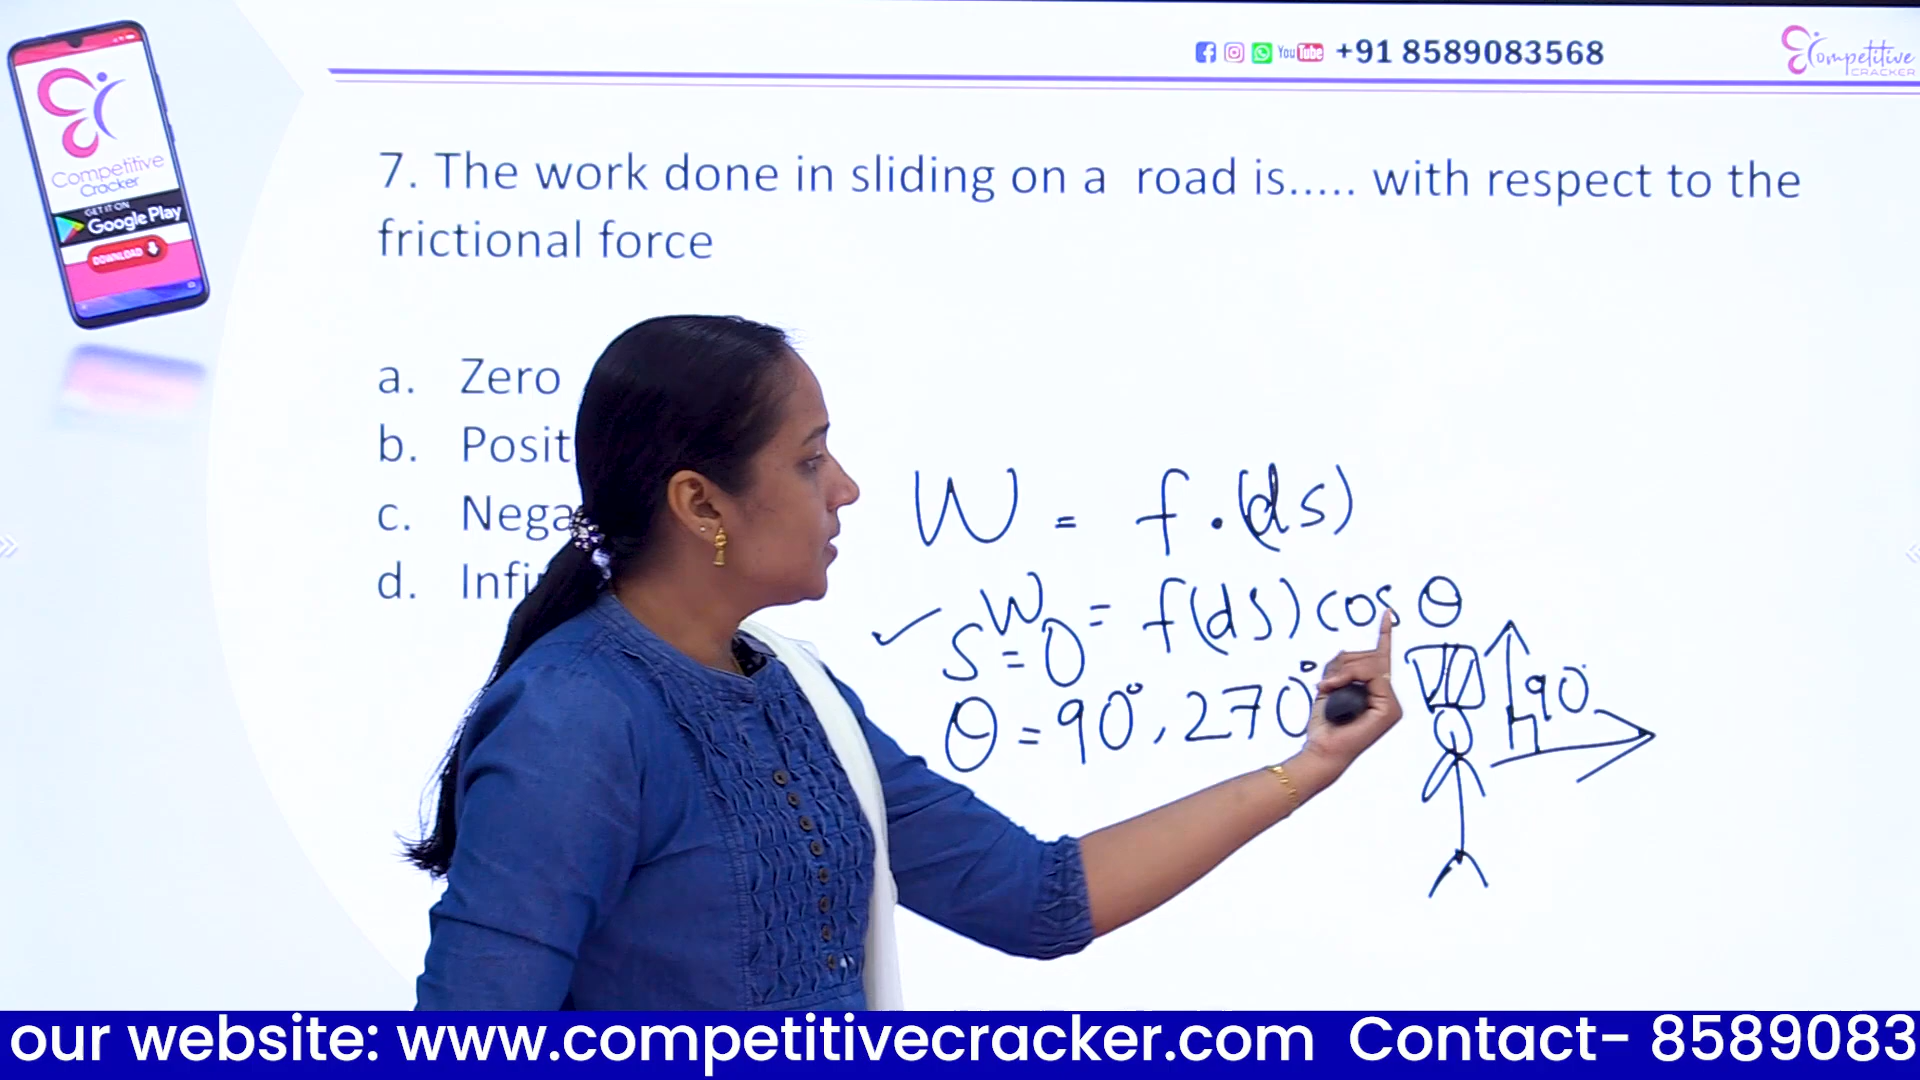 You Tube +91 8589083568
Competitive
CRACKER
Competitive
Cracker
GET IT ON
Google Play
DOWNLOAD
7. The work done in sliding on a road is..... with respect to the
frictional force
a. Zero
b. Posit
c. Nega
d. Infi
W = f . (ds)
W = f(ds) cos θ
S = 0
θ = 90°, 270°
90°
our website: www.competitivecracker.com Contact- 8589083